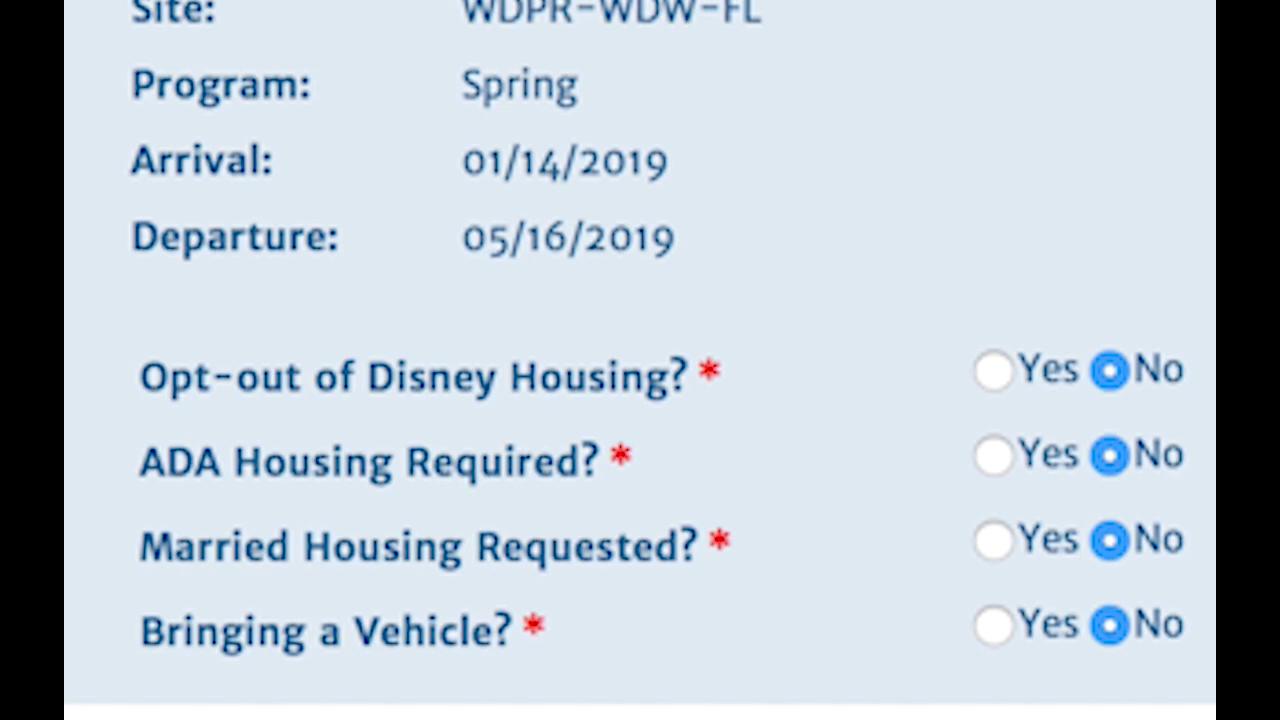 Site: WDPR-WDW-FL
Program: Spring
Arrival: 01/14/2019
Departure: 05/16/2019
Opt-out of Disney Housing? * Yes No
ADA Housing Required? * Yes No
Married Housing Requested? * Yes No
Bringing a Vehicle? * Yes No